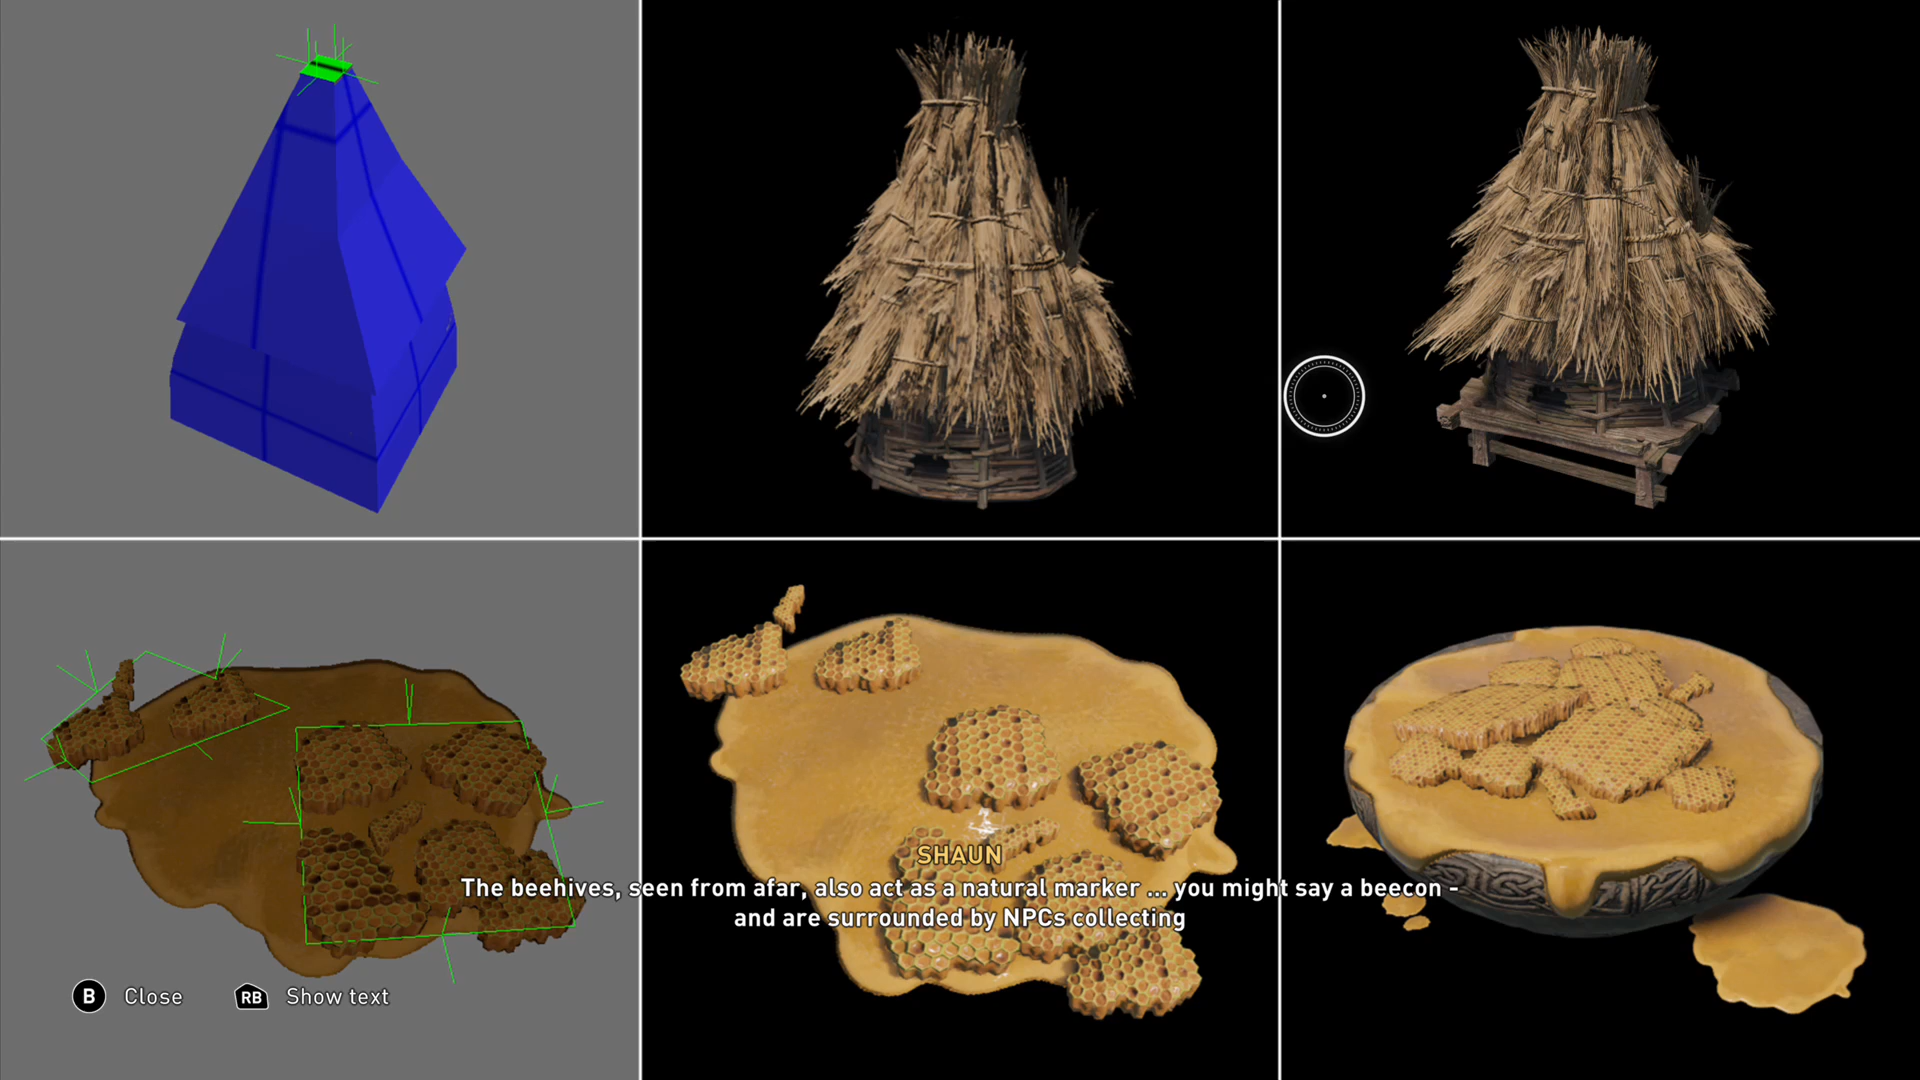 SHAUN
The beehives, seen from afar, also act as a natural marker ... you might say a beecon -
and are surrounded by NPCs collecting
B Close RB Show text